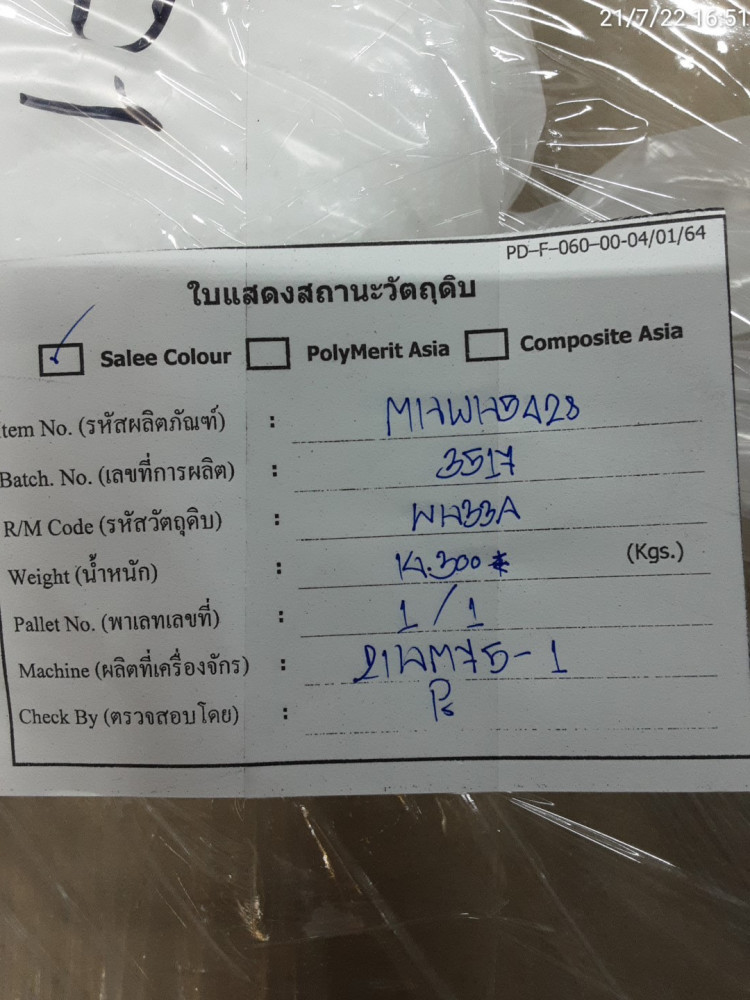 21/7/22 16:51
PD-F-060-00-04/01/64
ใบแสดงสถานะวัตถุดิบ
Salee Colour PolyMerit Asia Composite Asia
tem No. (รหัสผลิตภัณฑ์) :
Batch. No. (เลขที่การผลิต) : 3517
R/M Code (รหัสวัตถุดิบ) : WH33A
Weight (น้ำหนัก) : 14.300 (Kgs.)
Pallet No. (พาเลทเลขที่) : 1 / 1
Machine (ผลิตที่เครื่องจักร) :
Check By (ตรวจสอบโดย) :